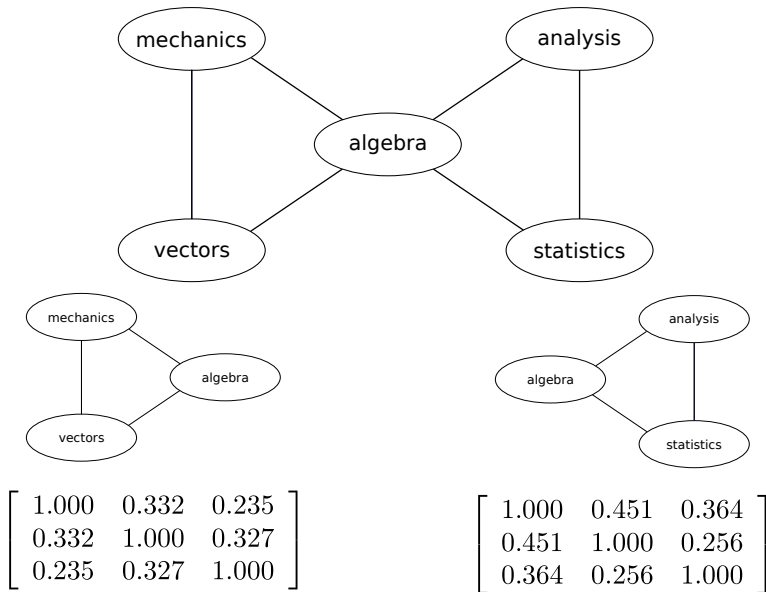 mechanics
analysis
algebra
vectors
statistics
mechanics
algebra
vectors
analysis
algebra
statistics
1.000 0.332 0.235
0.332 1.000 0.327
0.235 0.327 1.000
1.000 0.451 0.364
0.451 1.000 0.256
0.364 0.256 1.000